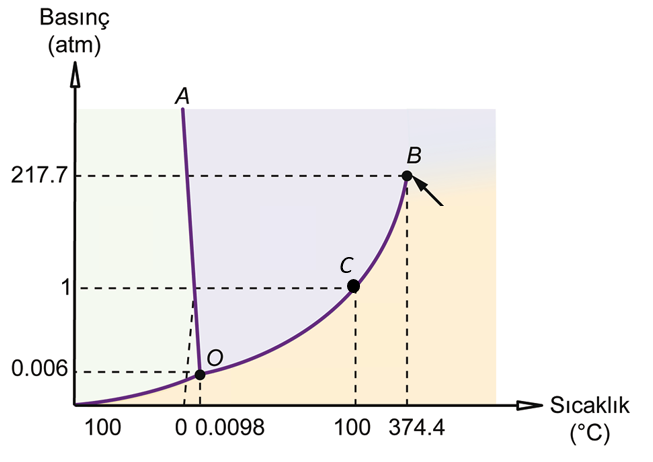 Basınç
(atm)
A
217.7
B
C
1
0.006
O
100
0
0.0098
100
374.4
Sıcaklık
(°C)